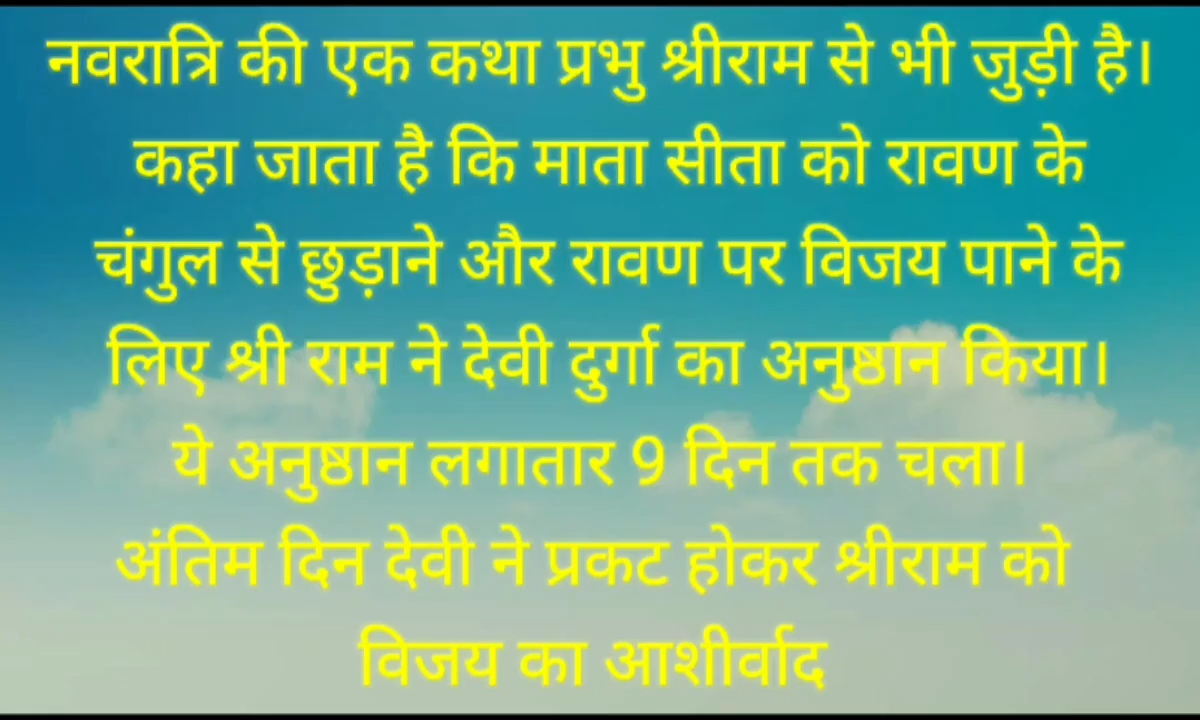 नवरात्रि की एक कथा प्रभु श्रीराम से भी जुड़ी है।
कहा जाता है कि माता सीता को रावण के
चंगुल से छुड़ाने और रावण पर विजय पाने के
लिए श्री राम ने देवी दुर्गा का अनुष्ठान किया।
ये अनुष्ठान लगातार 9 दिन तक चला।
अंतिम दिन देवी ने प्रकट होकर श्रीराम को
विजय का आशीर्वाद